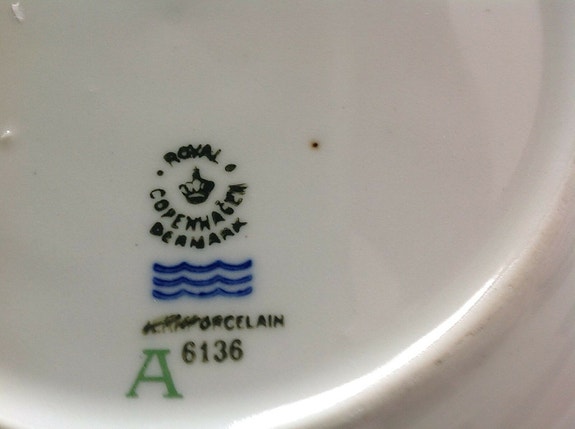 ROYAL
COPENHAGEN
DENMARK
PORCELAIN
A 6136